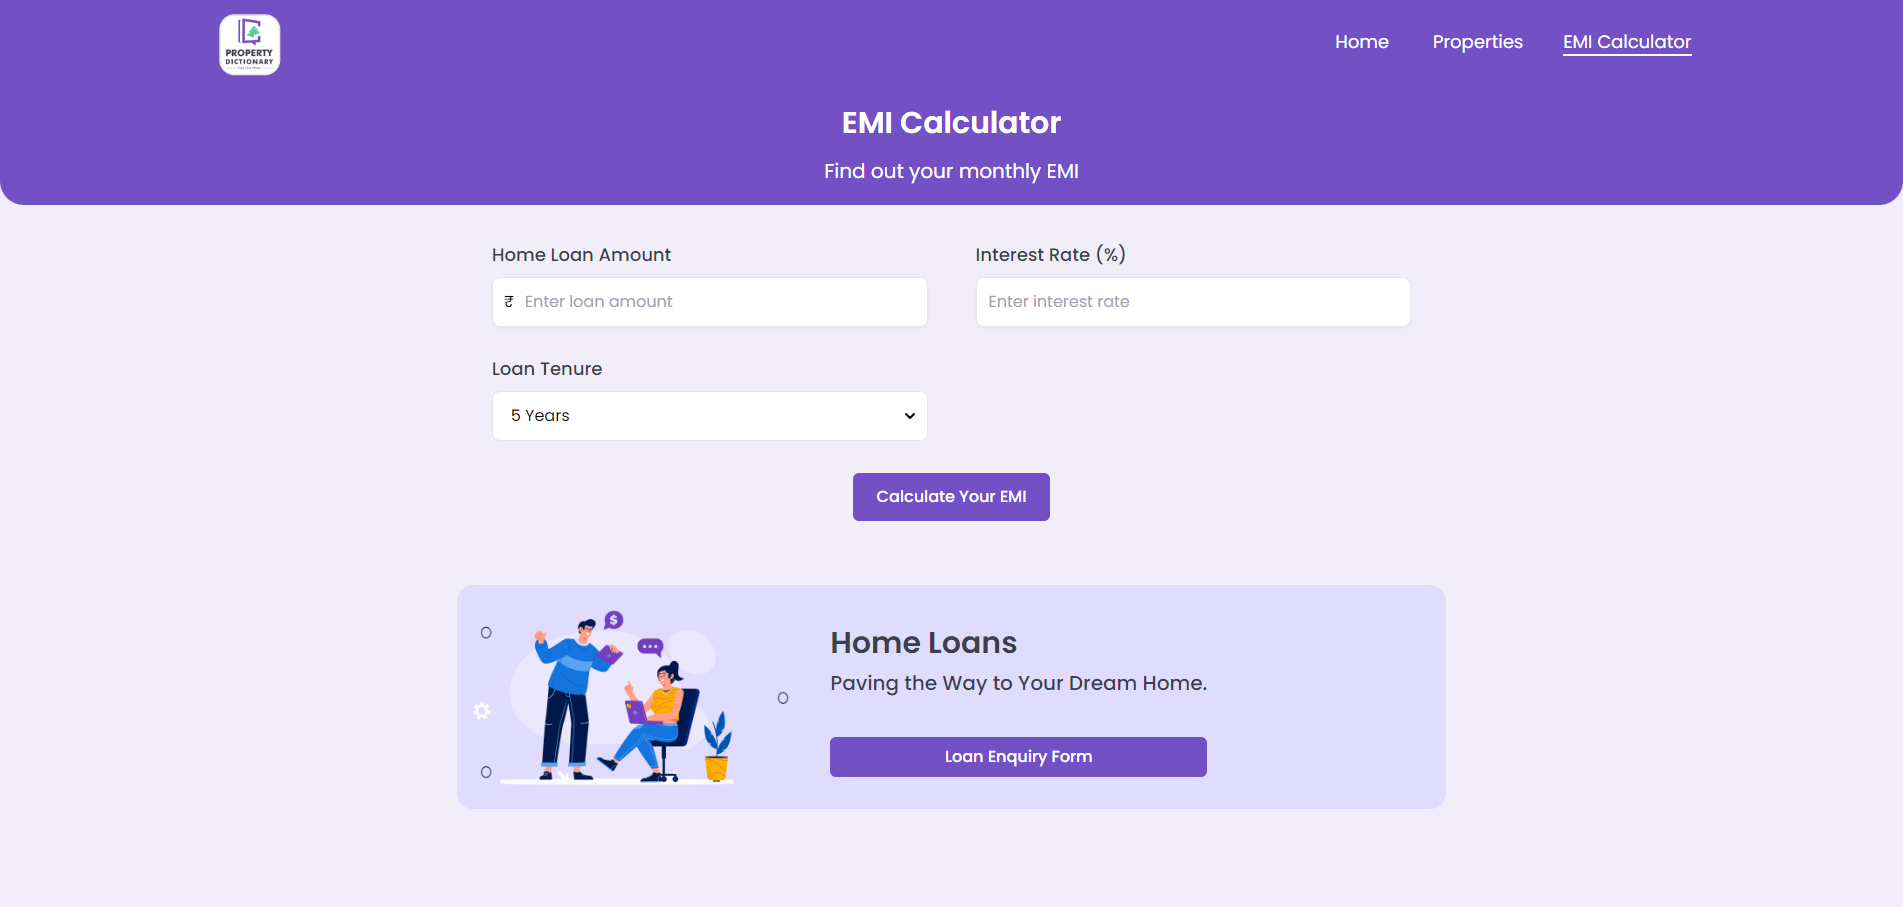 PROPERTY
DICTIONARY
Home
Properties
EMI Calculator
EMI Calculator
Find out your monthly EMI
Home Loan Amount
Interest Rate (%)
₹ Enter loan amount
Enter interest rate
Loan Tenure
5 Years
Calculate Your EMI
$
Home Loans
Paving the Way to Your Dream Home.
Loan Enquiry Form